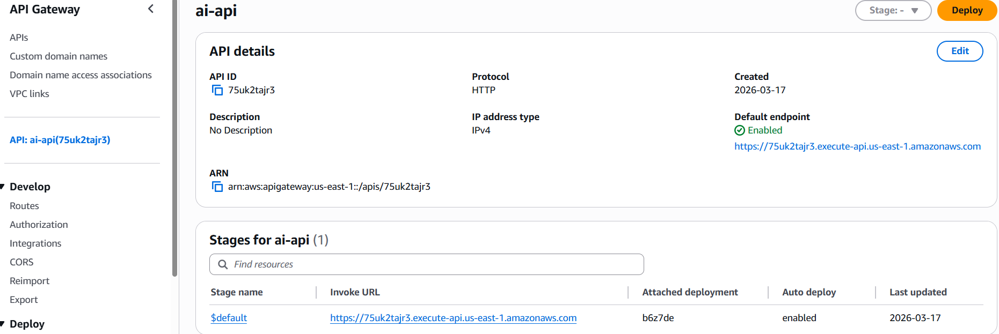 API Gateway
APIs
Custom domain names
Domain name access associations
VPC links
API: ai-api(75uk2tajr3)
Develop
Routes
Authorization
Integrations
CORS
Reimport
Export
Deploy
ai-api
Stage: -
Deploy
API details
Edit
API ID
75uk2tajr3
Protocol
HTTP
Created
2026-03-17
Description
No Description
IP address type
IPv4
Default endpoint
Enabled
https://75uk2tajr3.execute-api.us-east-1.amazonaws.com
ARN
arn:aws:apigateway:us-east-1::/apis/75uk2tajr3
Stages for ai-api (1)
Find resources
Stage name Invoke URL Attached deployment Auto deploy Last updated
$default https://75uk2tajr3.execute-api.us-east-1.amazonaws.com b6z7de enabled 2026-03-17